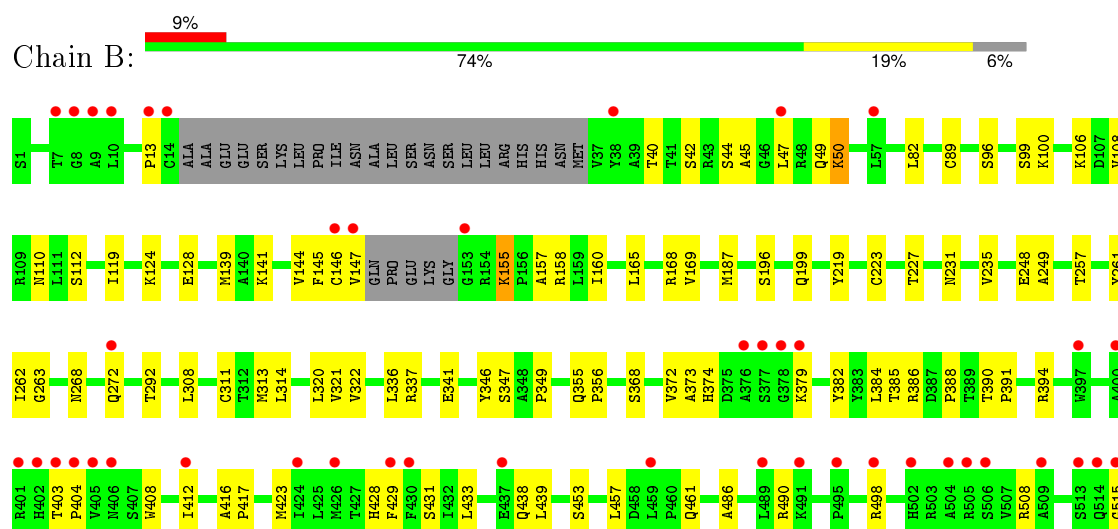 9%
Chain B:
74% 19% 6%
S1 T7 G8 A9 L10 P13 C14 ALA ALA GLU GLU SER LYS LEU PRO ILE ASN ALA LEU SER ASN SER LEU LEU ARG HIS HIS ASN MET V37 Y38 A39 T40 T41 S42 R43 S44 A45 G46 L47 R48 Q49 K50 L57 L82 C89 S96 S99 K100 K106 D107 V108
R109 N110 L111 S112 I119 K124 E128 M139 A140 K141 V144 F145 C146 V147 GLN PRO GLU LYS GLY G153 R154 K155 P156 A157 R158 L159 I160 L165 R168 V169 M187 S196 Q199 Y219 C223 T227 N231 V235 E248 A249 T257 Y261
I262 G263 N268 Q272 T292 L308 C311 T312 M313 L314 L320 V321 V322 L336 R337 E341 Y346 S347 A348 P349 Q355 P356 S368 V372 A373 H374 D375 A376 S377 G378 K379 Y382 Y383 L384 T385 R386 D387 P388 T389 T390 P391 R394 W397 A400
R401 H402 T403 P404 V405 N406 S407 W408 I412 A416 P417 M423 I424 L425 M426 T427 H428 F429 F430 S431 I432 L433 E437 Q438 L439 S453 L457 D458 L459 P460 Q461 A486 L489 R490 K491 P495 R498 H502 R503 A504 R505 S506 V507 R508 A509 S513 Q514 R515